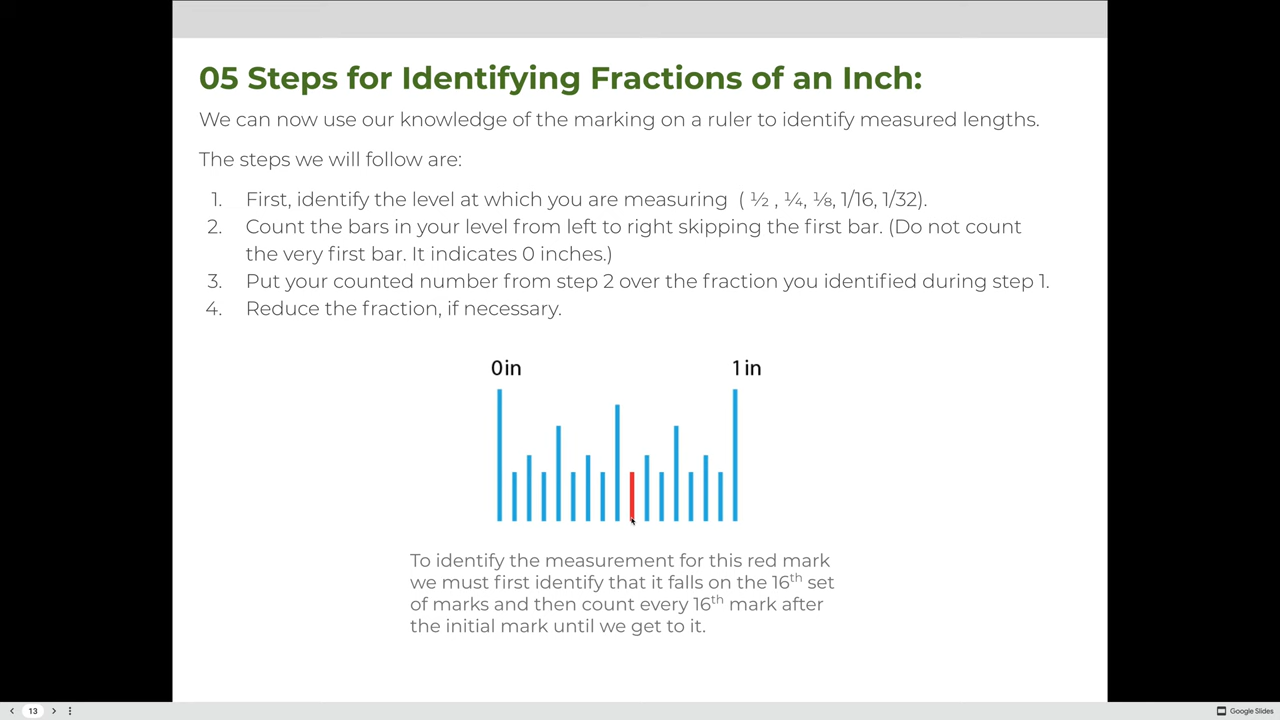 05 Steps for Identifying Fractions of an Inch:
We can now use our knowledge of the marking on a ruler to identify measured lengths.
The steps we will follow are:
1. First, identify the level at which you are measuring ( ½ , ¼, ⅛, 1/16, 1/32).
2. Count the bars in your level from left to right skipping the first bar. (Do not count
the very first bar. It indicates 0 inches.)
3. Put your counted number from step 2 over the fraction you identified during step 1.
4. Reduce the fraction, if necessary.
0 in 1 in
To identify the measurement for this red mark
we must first identify that it falls on the 16th set
of marks and then count every 16th mark after
the initial mark until we get to it.
13 Google Slides